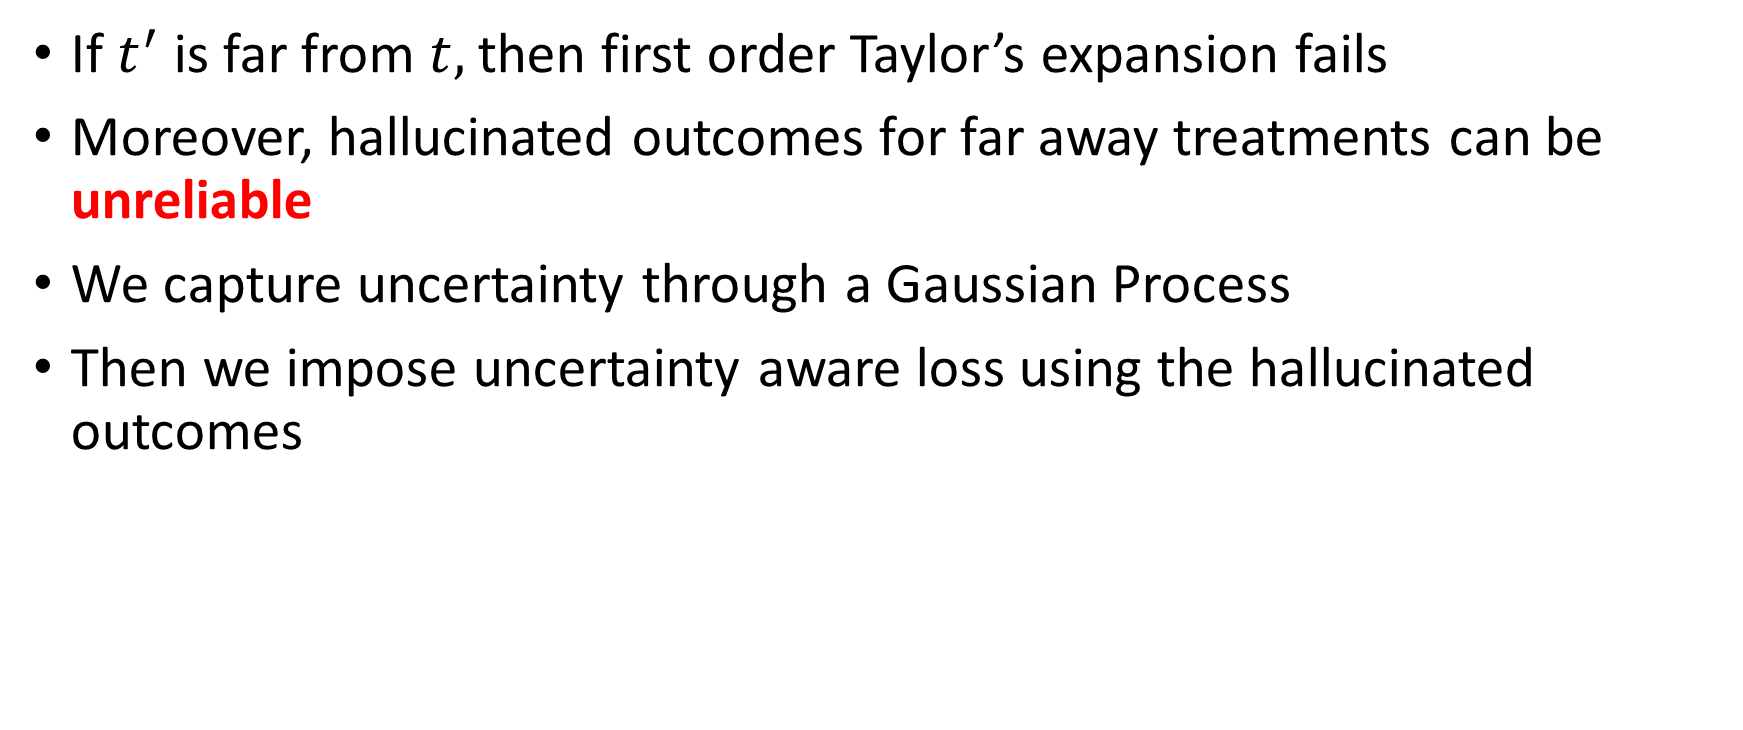 • If t′ is far from t, then first order Taylor’s expansion fails
• Moreover, hallucinated outcomes for far away treatments can be
unreliable
• We capture uncertainty through a Gaussian Process
• Then we impose uncertainty aware loss using the hallucinated
outcomes